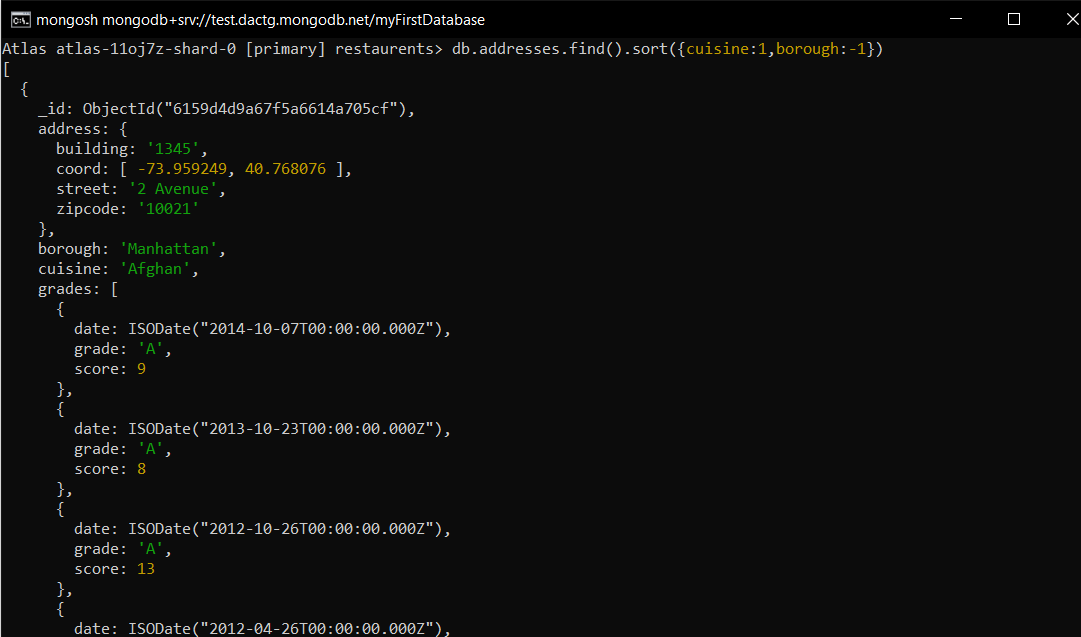 mongosh mongodb+srv://test.dactg.mongodb.net/myFirstDatabase
Atlas atlas-11oj7z-shard-0 [primary] restaurents> db.addresses.find().sort({cuisine:1,borough:-1})
[
  {
    _id: ObjectId("6159d4d9a67f5a6614a705cf"),
    address: {
      building: '1345',
      coord: [ -73.959249, 40.768076 ],
      street: '2 Avenue',
      zipcode: '10021'
    },
    borough: 'Manhattan',
    cuisine: 'Afghan',
    grades: [
      {
        date: ISODate("2014-10-07T00:00:00.000Z"),
        grade: 'A',
        score: 9
      },
      {
        date: ISODate("2013-10-23T00:00:00.000Z"),
        grade: 'A',
        score: 8
      },
      {
        date: ISODate("2012-10-26T00:00:00.000Z"),
        grade: 'A',
        score: 13
      },
      {
        date: ISODate("2012-04-26T00:00:00.000Z"),